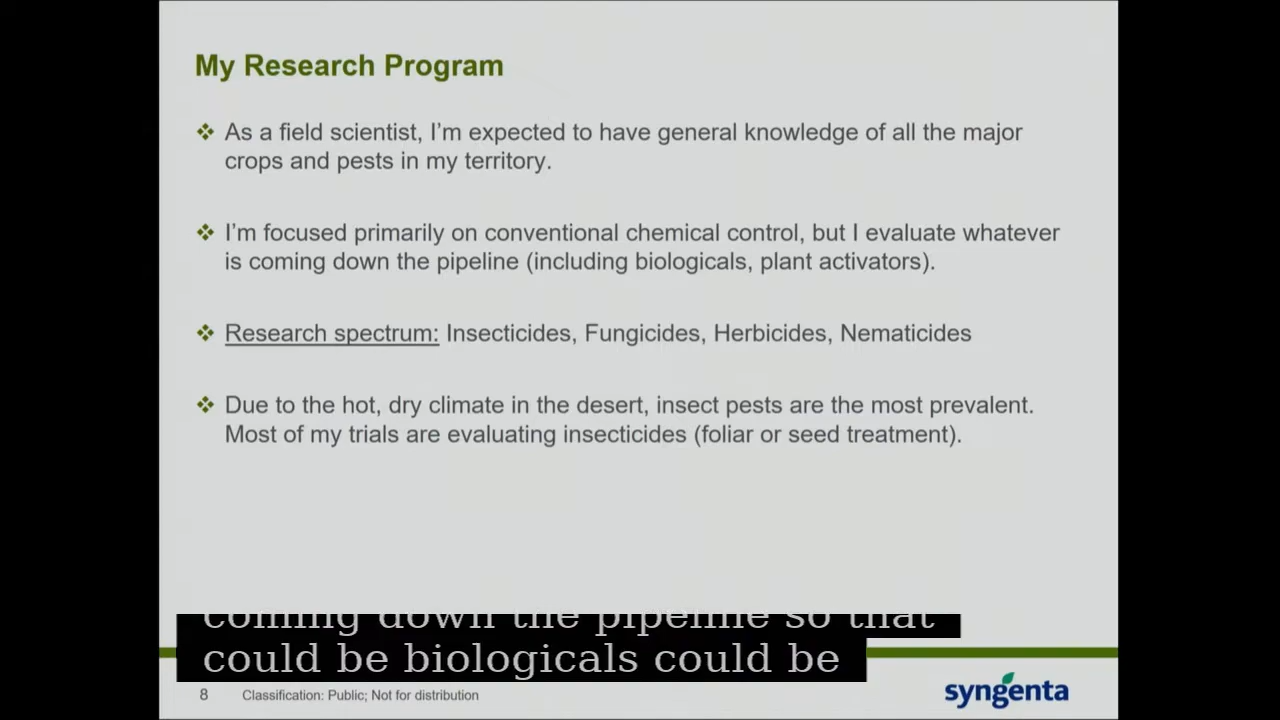 My Research Program
❖ As a field scientist, I'm expected to have general knowledge of all the major
crops and pests in my territory.
❖ I'm focused primarily on conventional chemical control, but I evaluate whatever
is coming down the pipeline (including biologicals, plant activators).
❖ Research spectrum: Insecticides, Fungicides, Herbicides, Nematicides
❖ Due to the hot, dry climate in the desert, insect pests are the most prevalent.
Most of my trials are evaluating insecticides (foliar or seed treatment).
coming down the pipeline so that
could be biologicals could be
8 Classification: Public; Not for distribution
syngenta